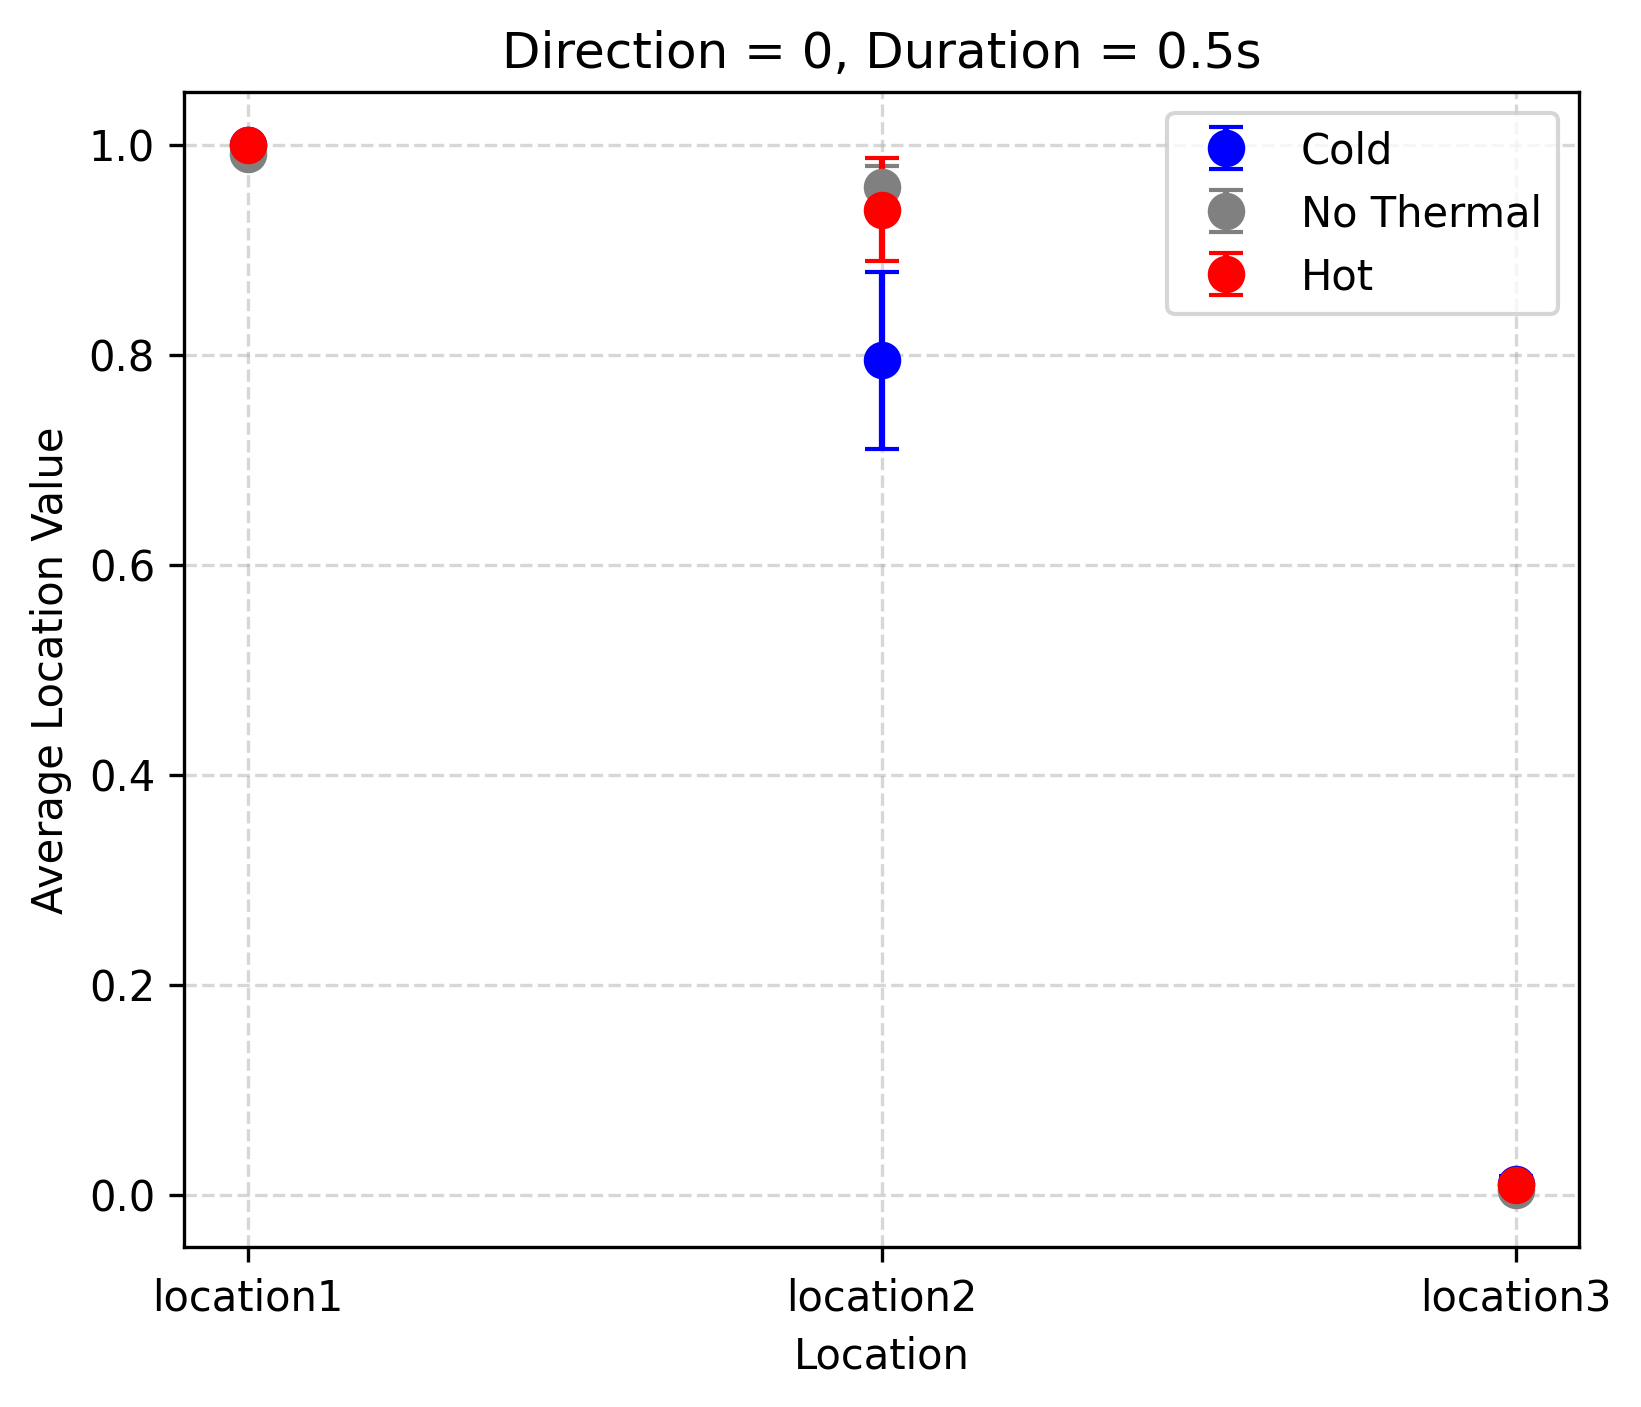 Direction = 0, Duration = 0.5s
Average Location Value
1.0
0.8
0.6
0.4
0.2
0.0
Cold
No Thermal
Hot
location1
location2
location3
Location